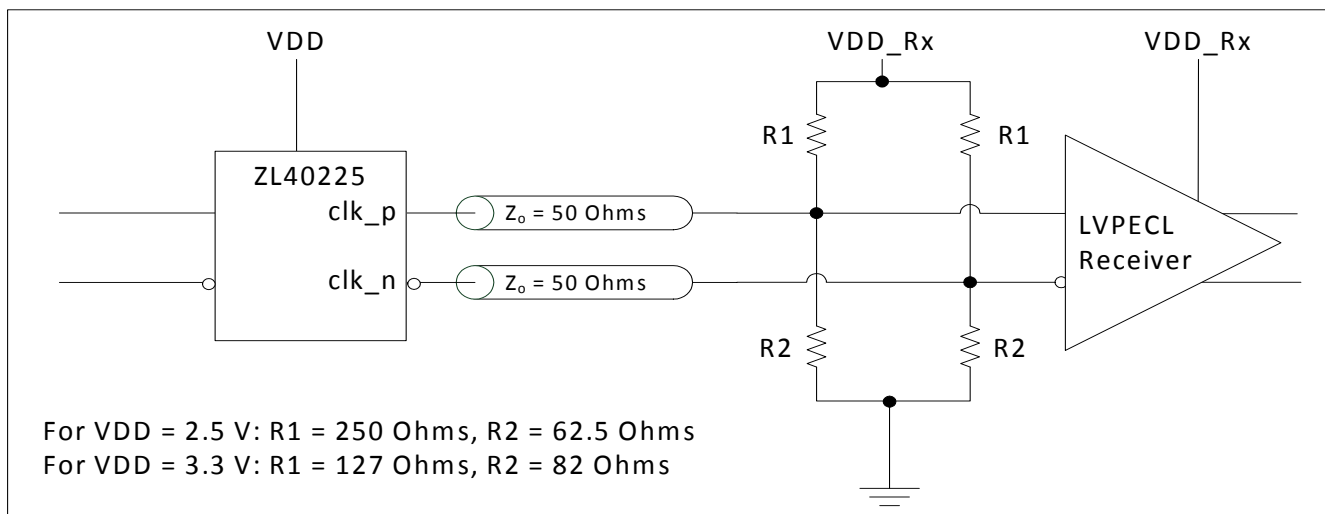 VDD
VDD_Rx
VDD_Rx
R1
R1
ZL40225
clk_p
Zo = 50 Ohms
LVPECL
Receiver
clk_n
Zo = 50 Ohms
R2
R2
For VDD = 2.5 V: R1 = 250 Ohms, R2 = 62.5 Ohms
For VDD = 3.3 V: R1 = 127 Ohms, R2 = 82 Ohms